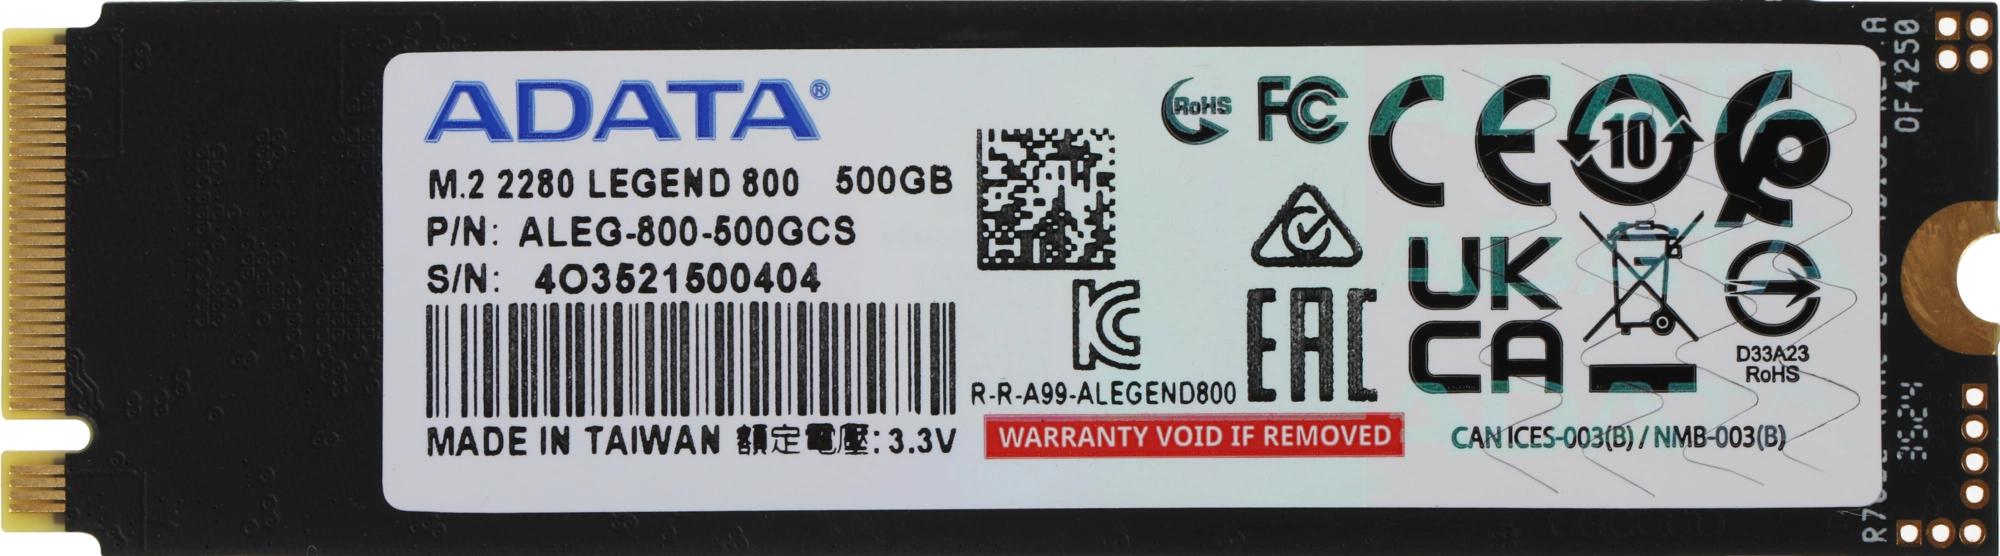 ADATA®
M.2 2280 LEGEND 800 500GB
P/N: ALEG-800-500GCS
S/N: 4O3521500404
MADE IN TAIWAN 額定電壓: 3.3V
R-R-A99-ALEGEND800
WARRANTY VOID IF REMOVED
RoHS
FC
CE
10
EAC
UK
CA
D33A23
RoHS
CAN ICES-003(B) / NMB-003(B)
OF4250
3524